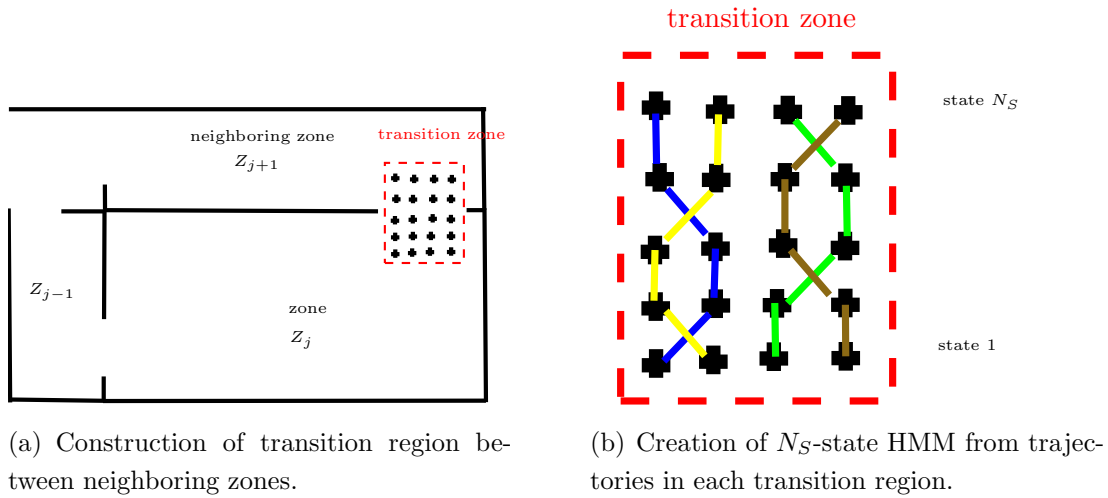 transition zone
neighboring zone
Z_{j+1}
transition zone
state N_S
Z_{j−1}
zone
Z_j
state 1
(a) Construction of transition region be-
tween neighboring zones.
(b) Creation of N_S-state HMM from trajec-
tories in each transition region.